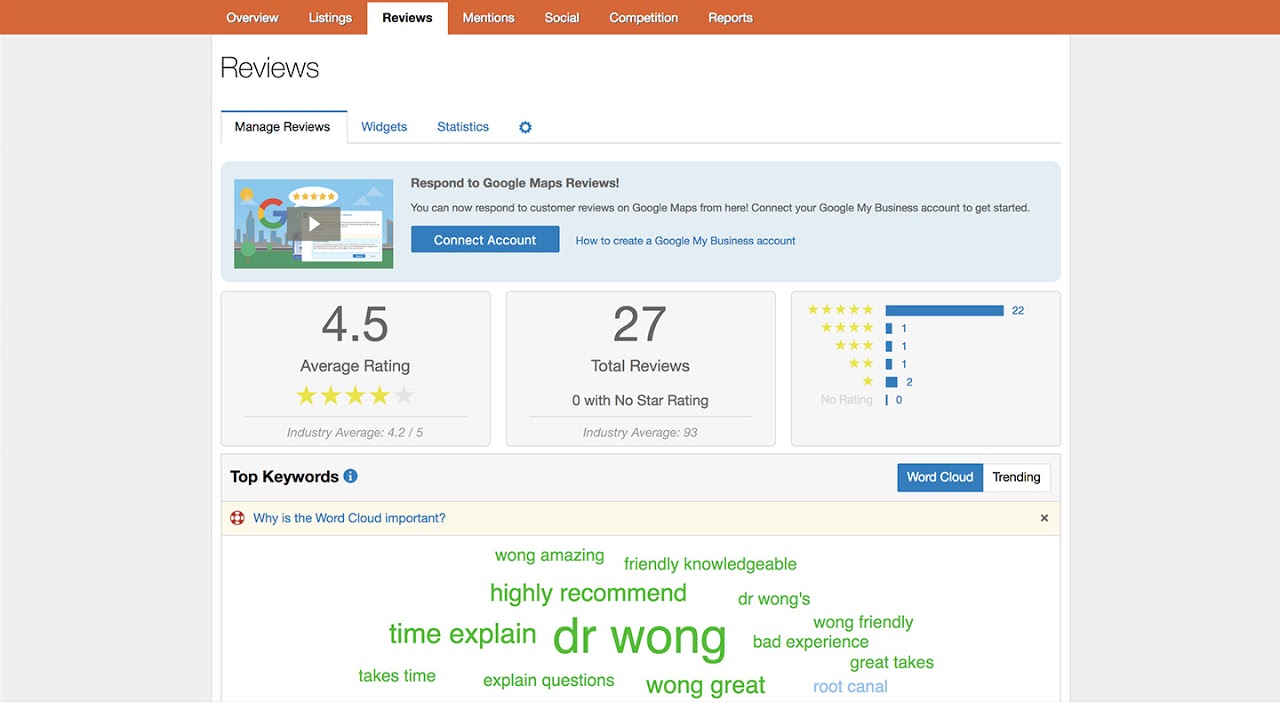 Overview Listings Reviews Mentions Social Competition Reports
Reviews
Manage Reviews Widgets Statistics
Respond to Google Maps Reviews!
You can now respond to customer reviews on Google Maps from here! Connect your Google My Business account to get started.
Connect Account How to create a Google My Business account
4.5
Average Rating
Industry Average: 4.2 / 5
27
Total Reviews
0 with No Star Rating
Industry Average: 93
22
1
1
1
2
No Rating 0
Top Keywords Word Cloud Trending
Why is the Word Cloud important? ×
wong amazing
friendly knowledgeable
highly recommend
dr wong's
wong friendly
time explain
dr wong
bad experience
great takes
takes time
explain questions
wong great
root canal